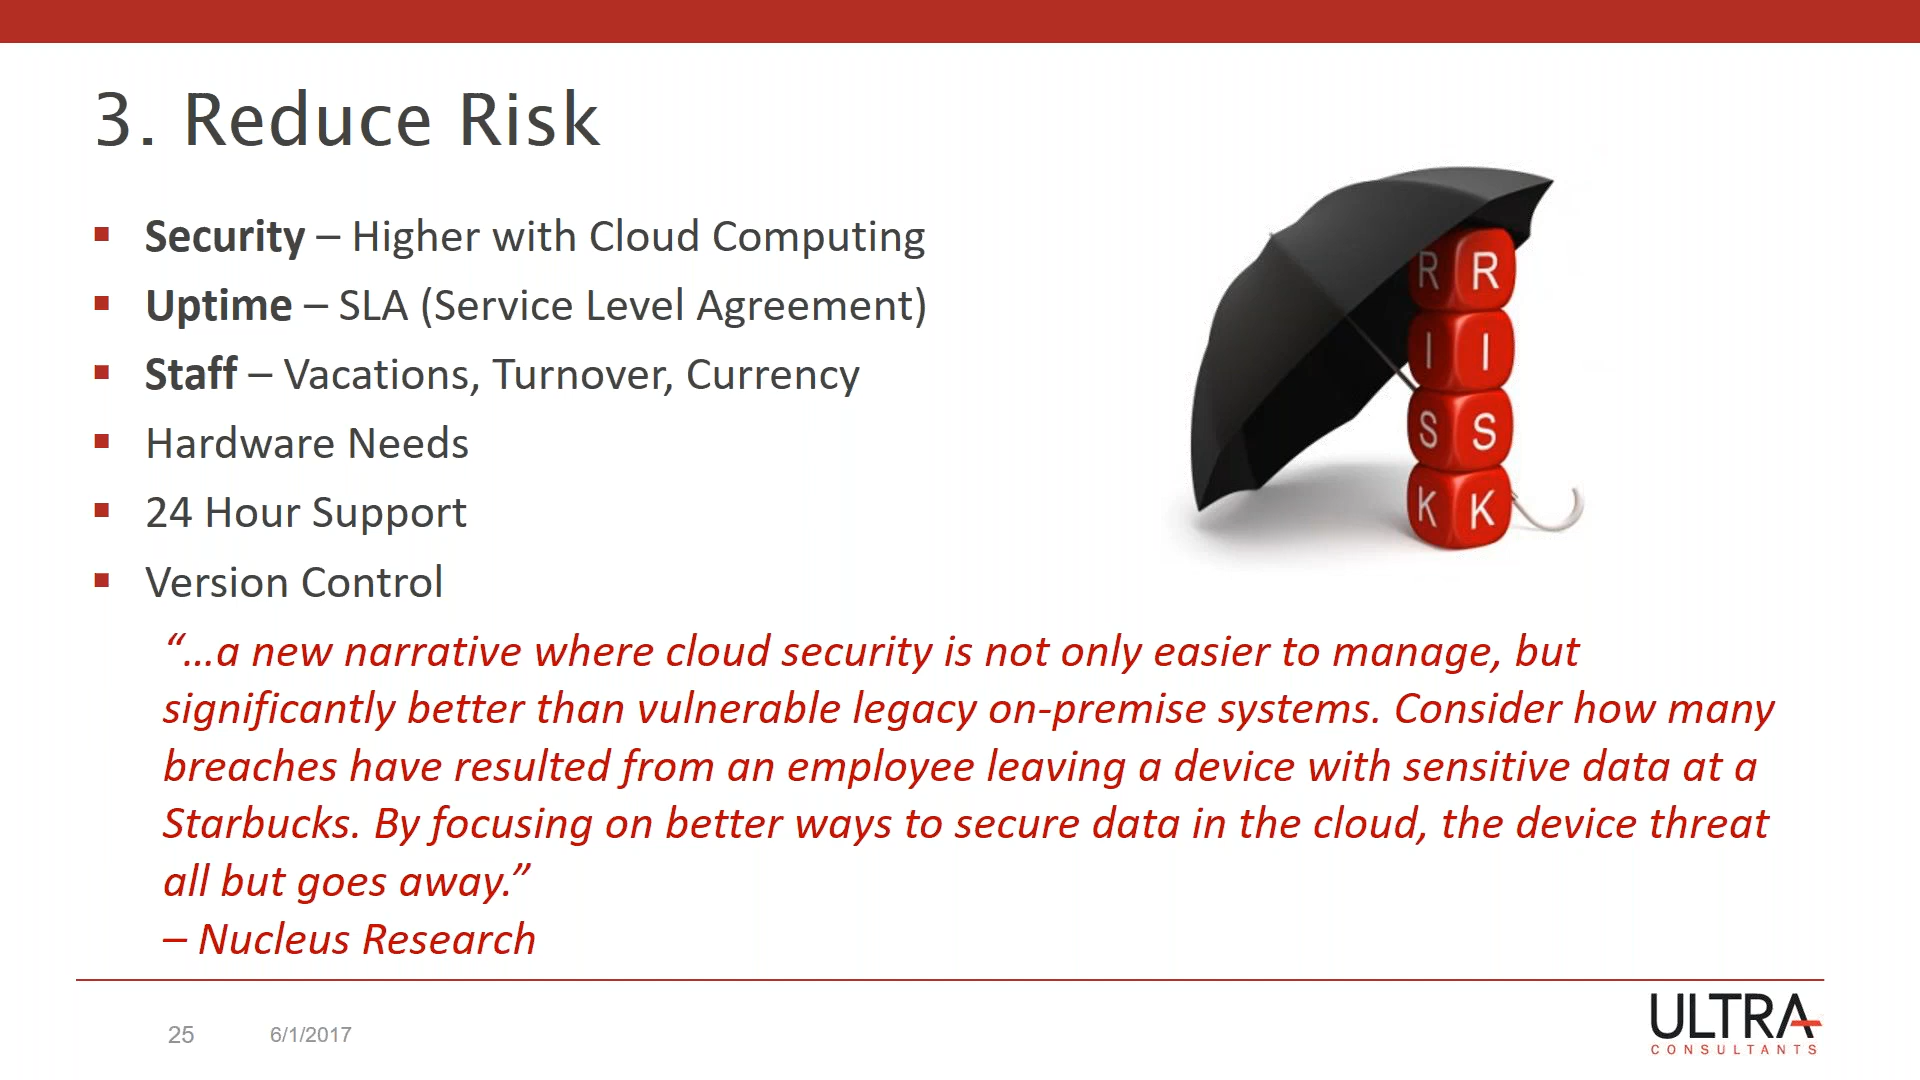 3. Reduce Risk
Security – Higher with Cloud Computing
Uptime – SLA (Service Level Agreement)
Staff – Vacations, Turnover, Currency
Hardware Needs
24 Hour Support
Version Control
R R
I I
S S
K K
“…a new narrative where cloud security is not only easier to manage, but
significantly better than vulnerable legacy on-premise systems. Consider how many
breaches have resulted from an employee leaving a device with sensitive data at a
Starbucks. By focusing on better ways to secure data in the cloud, the device threat
all but goes away.”
– Nucleus Research
25 6/1/2017
ULTRA
CONSULTANTS